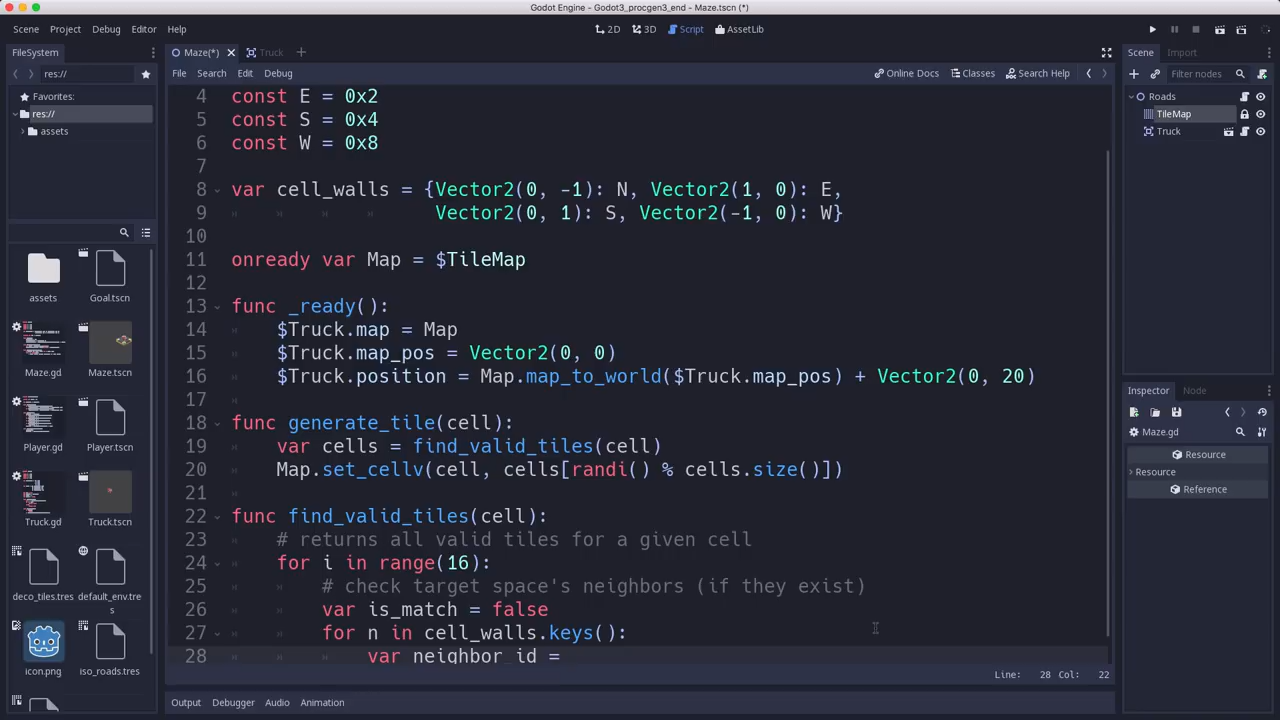 Godot Engine - Godot3_procgen3_end - Maze.tscn (*)
Scene Project Debug Editor Help
2D 3D Script AssetLib
FileSystem
Maze(*) Truck
Scene Import
res://
File Search Edit Debug
Online Docs Classes Search Help
Filter nodes
Favorites:
res://
assets
Roads
TileMap
Truck
4 const E = 0x2
5 const S = 0x4
6 const W = 0x8
7
8 var cell_walls = {Vector2(0, -1): N, Vector2(1, 0): E,
9 Vector2(0, 1): S, Vector2(-1, 0): W}
10
11 onready var Map = $TileMap
12
13 func _ready():
14 $Truck.map = Map
15 $Truck.map_pos = Vector2(0, 0)
16 $Truck.position = Map.map_to_world($Truck.map_pos) + Vector2(0, 20)
17
18 func generate_tile(cell):
19 var cells = find_valid_tiles(cell)
20 Map.set_cellv(cell, cells[randi() % cells.size()])
21
22 func find_valid_tiles(cell):
23 # returns all valid tiles for a given cell
24 for i in range(16):
25 # check target space's neighbors (if they exist)
26 var is_match = false
27 for n in cell_walls.keys():
28 var neighbor_id =
assets Goal.tscn
Maze.gd Maze.tscn
Player.gd Player.tscn
Truck.gd Truck.tscn
deco_tiles.tres default_env.tres
icon.png iso_roads.tres
Inspector Node
Maze.gd
Resource
Resource
Reference
Line: 28 Col: 22
Output Debugger Audio Animation